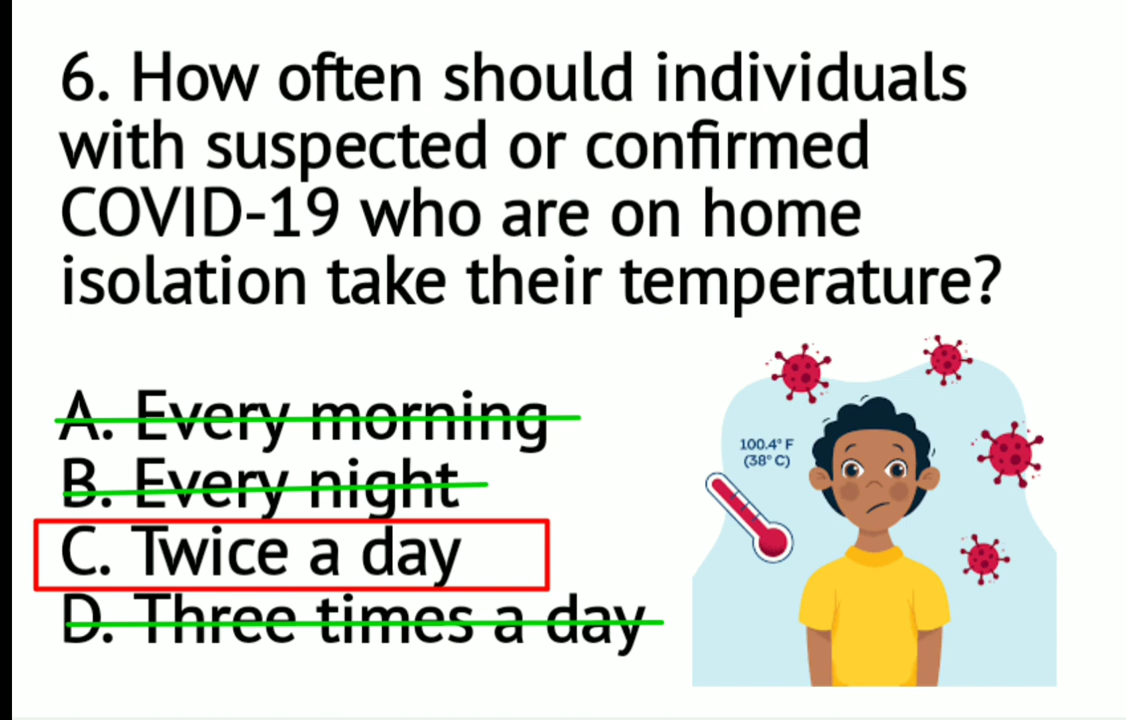 6. How often should individuals
with suspected or confirmed
COVID-19 who are on home
isolation take their temperature?
A. Every morning
B. Every night
C. Twice a day
D. Three times a day
100.4° F
(38° C)